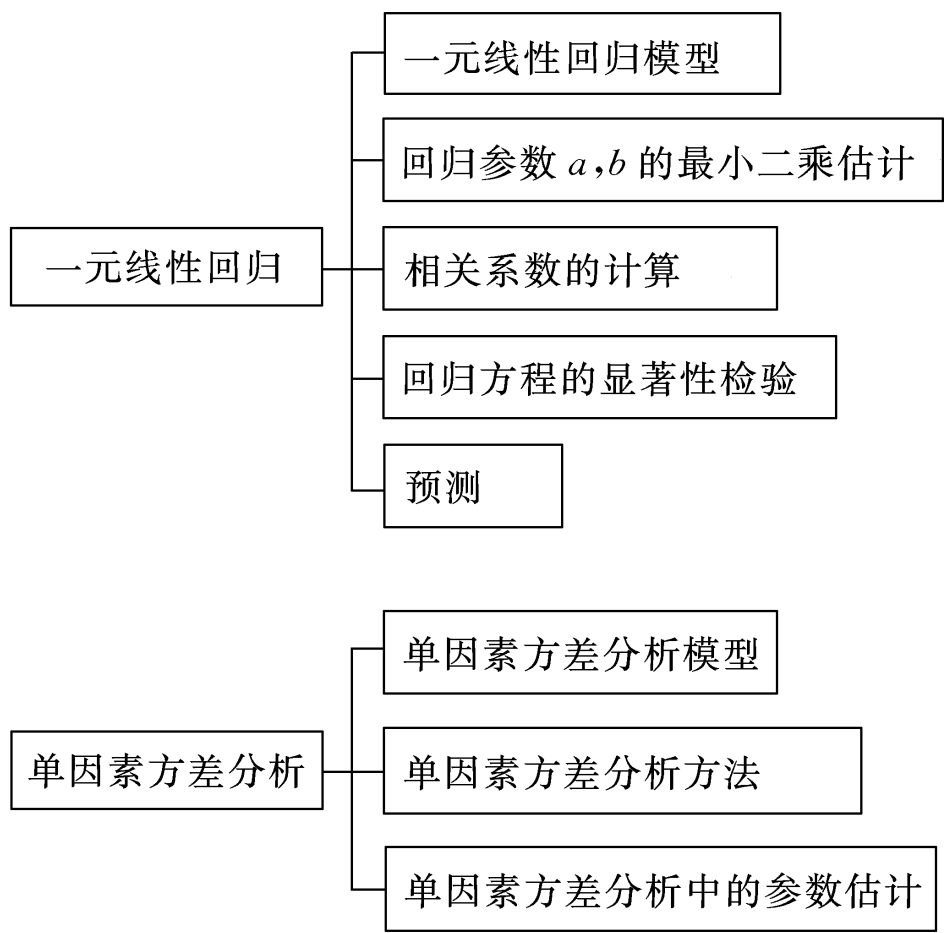 一元线性回归
一元线性回归模型
回归参数 a,b 的最小二乘估计
相关系数的计算
回归方程的显著性检验
预测
单因素方差分析
单因素方差分析模型
单因素方差分析方法
单因素方差分析中的参数估计